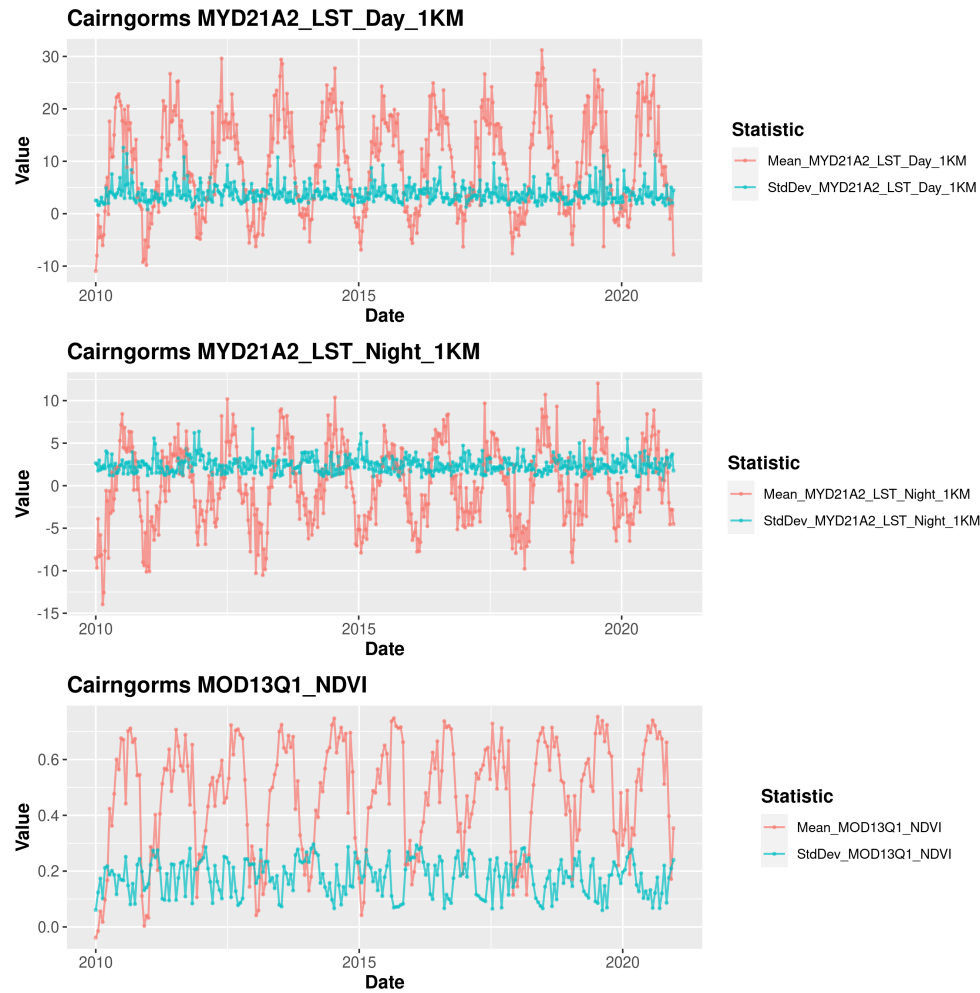 Cairngorms MYD21A2_LST_Day_1KM
30
20
10
0
-10
Value
2010
2015
2020
Date
Statistic
Mean_MYD21A2_LST_Day_1KM
StdDev_MYD21A2_LST_Day_1KM
Cairngorms MYD21A2_LST_Night_1KM
10
5
0
-5
-10
-15
Value
2010
2015
2020
Date
Statistic
Mean_MYD21A2_LST_Night_1KM
StdDev_MYD21A2_LST_Night_1KM
Cairngorms MOD13Q1_NDVI
0.6
0.4
0.2
0.0
Value
2010
2015
2020
Date
Statistic
Mean_MOD13Q1_NDVI
StdDev_MOD13Q1_NDVI